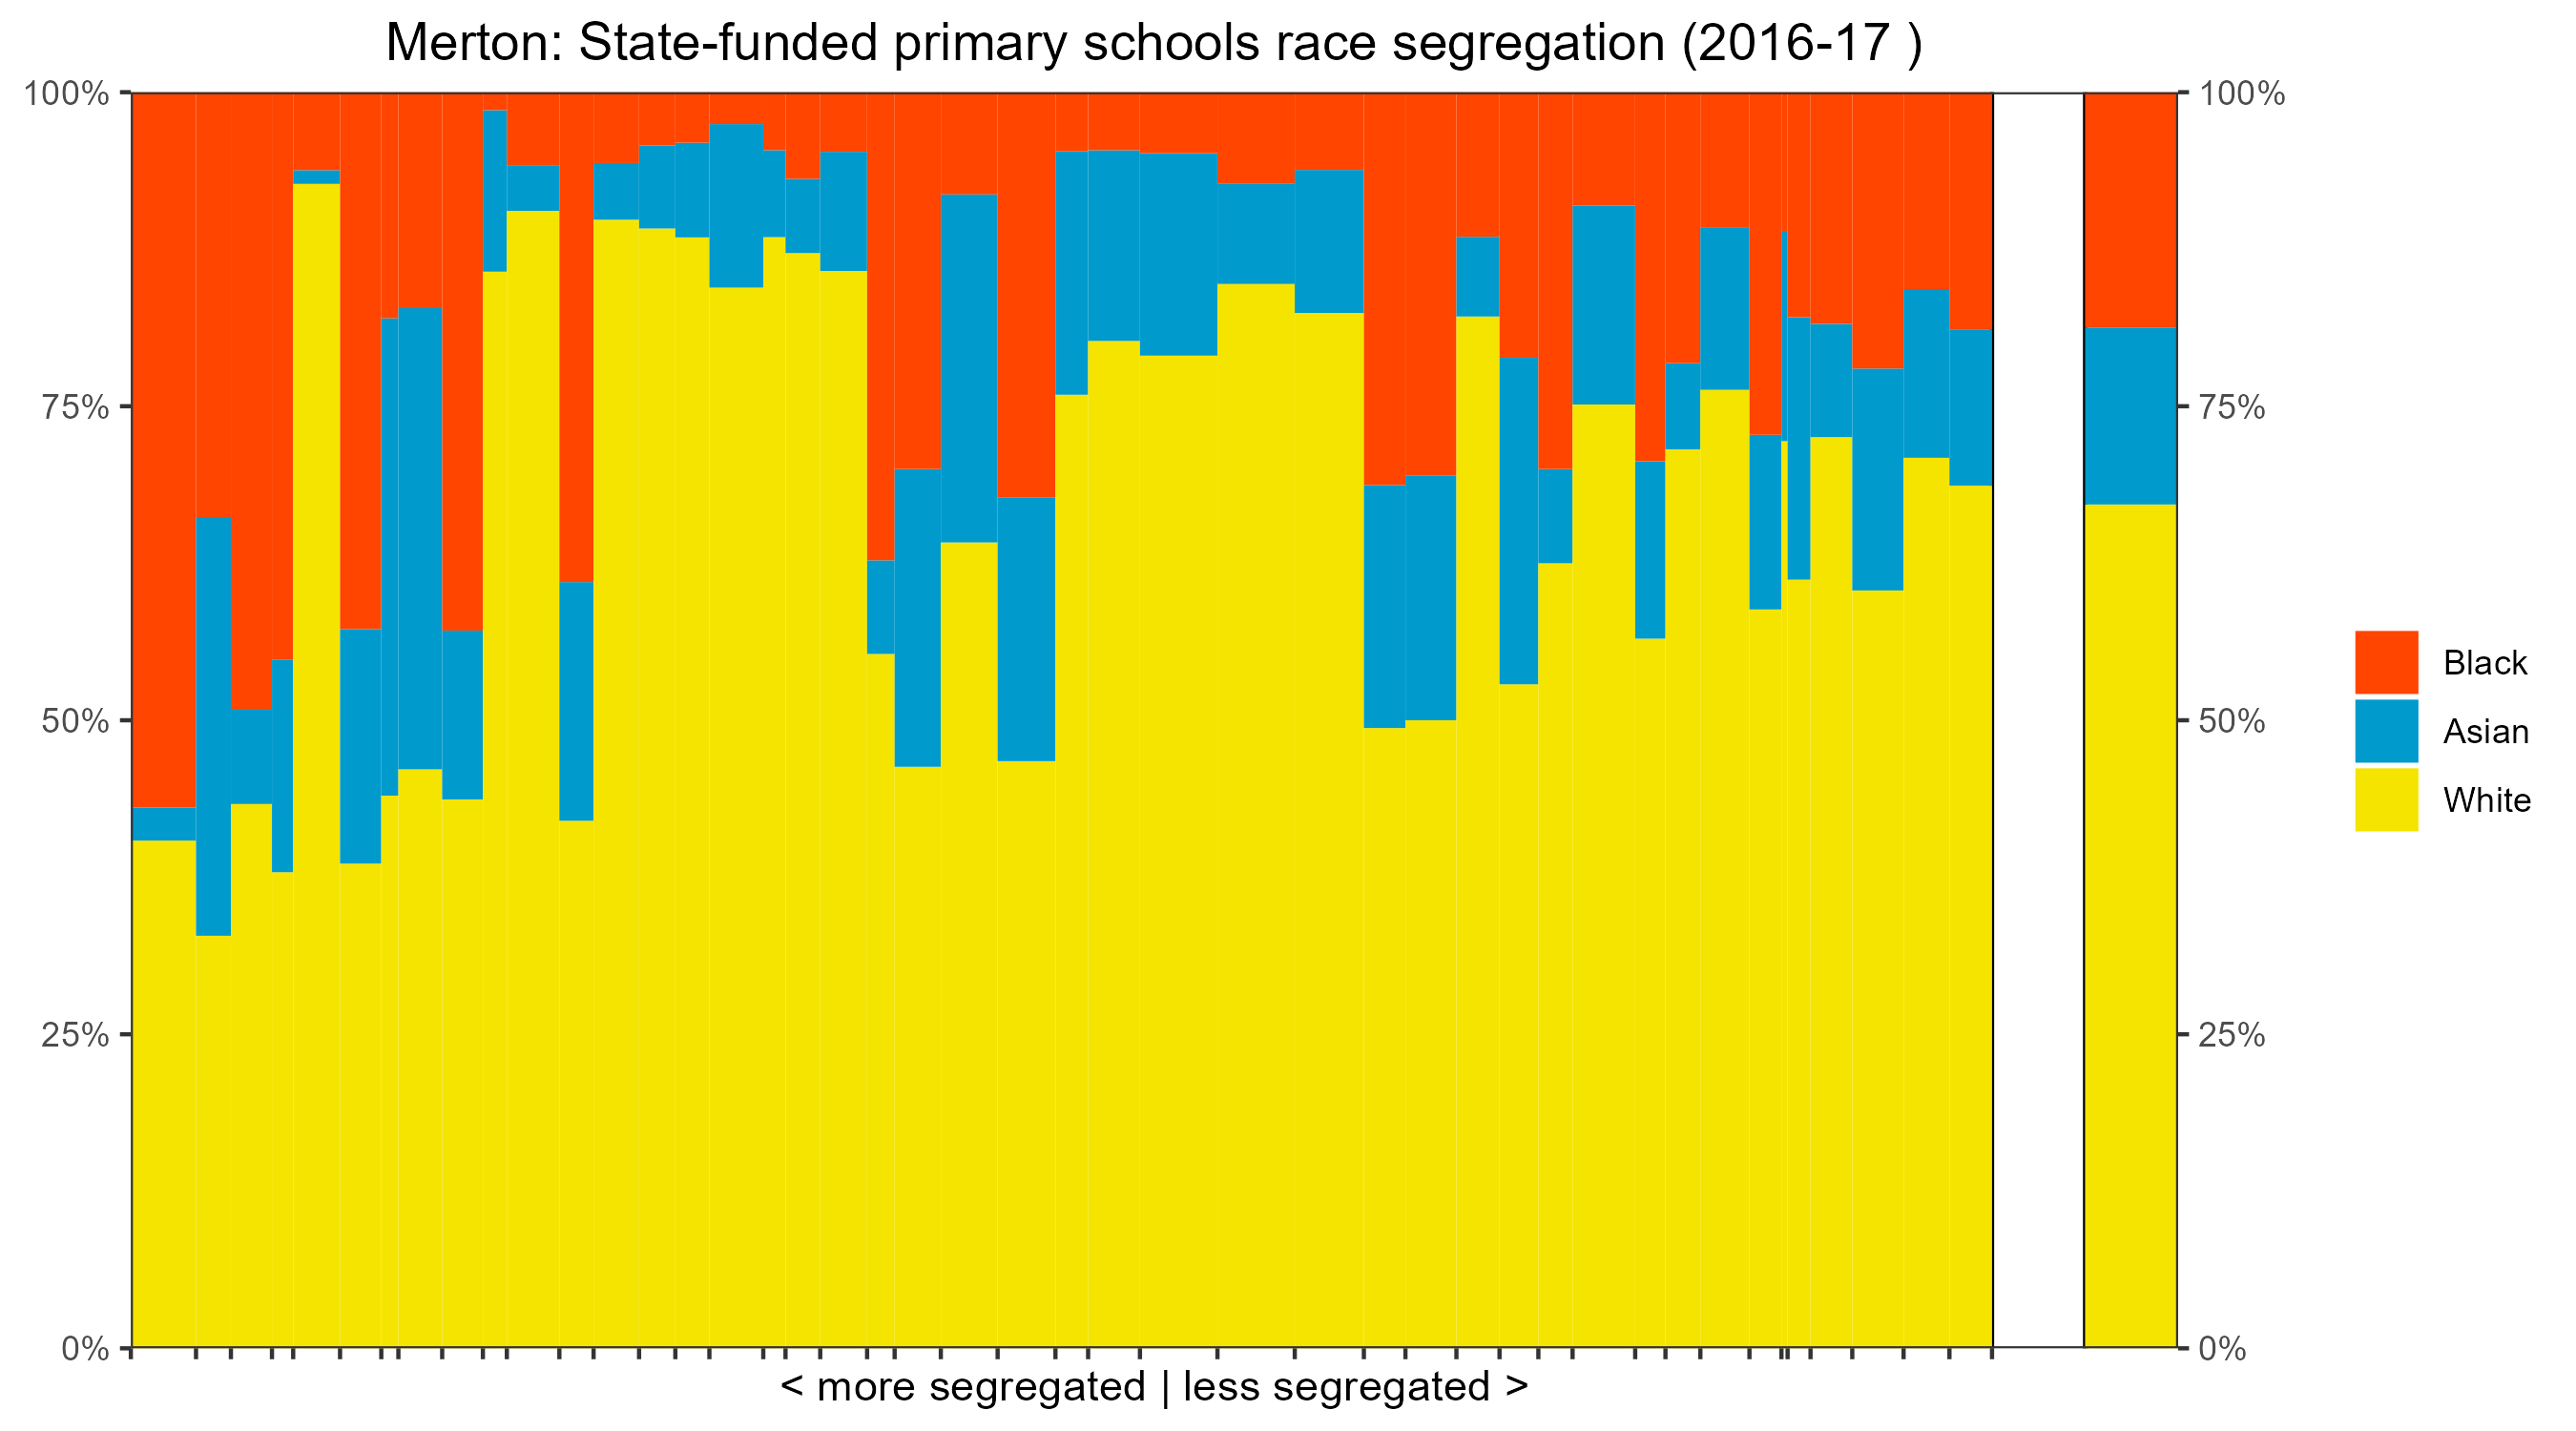 Merton: State-funded primary schools race segregation (2016-17 )
100%
75%
50%
25%
0%
100%
75%
50%
25%
0%
Black
Asian
White
< more segregated | less segregated >